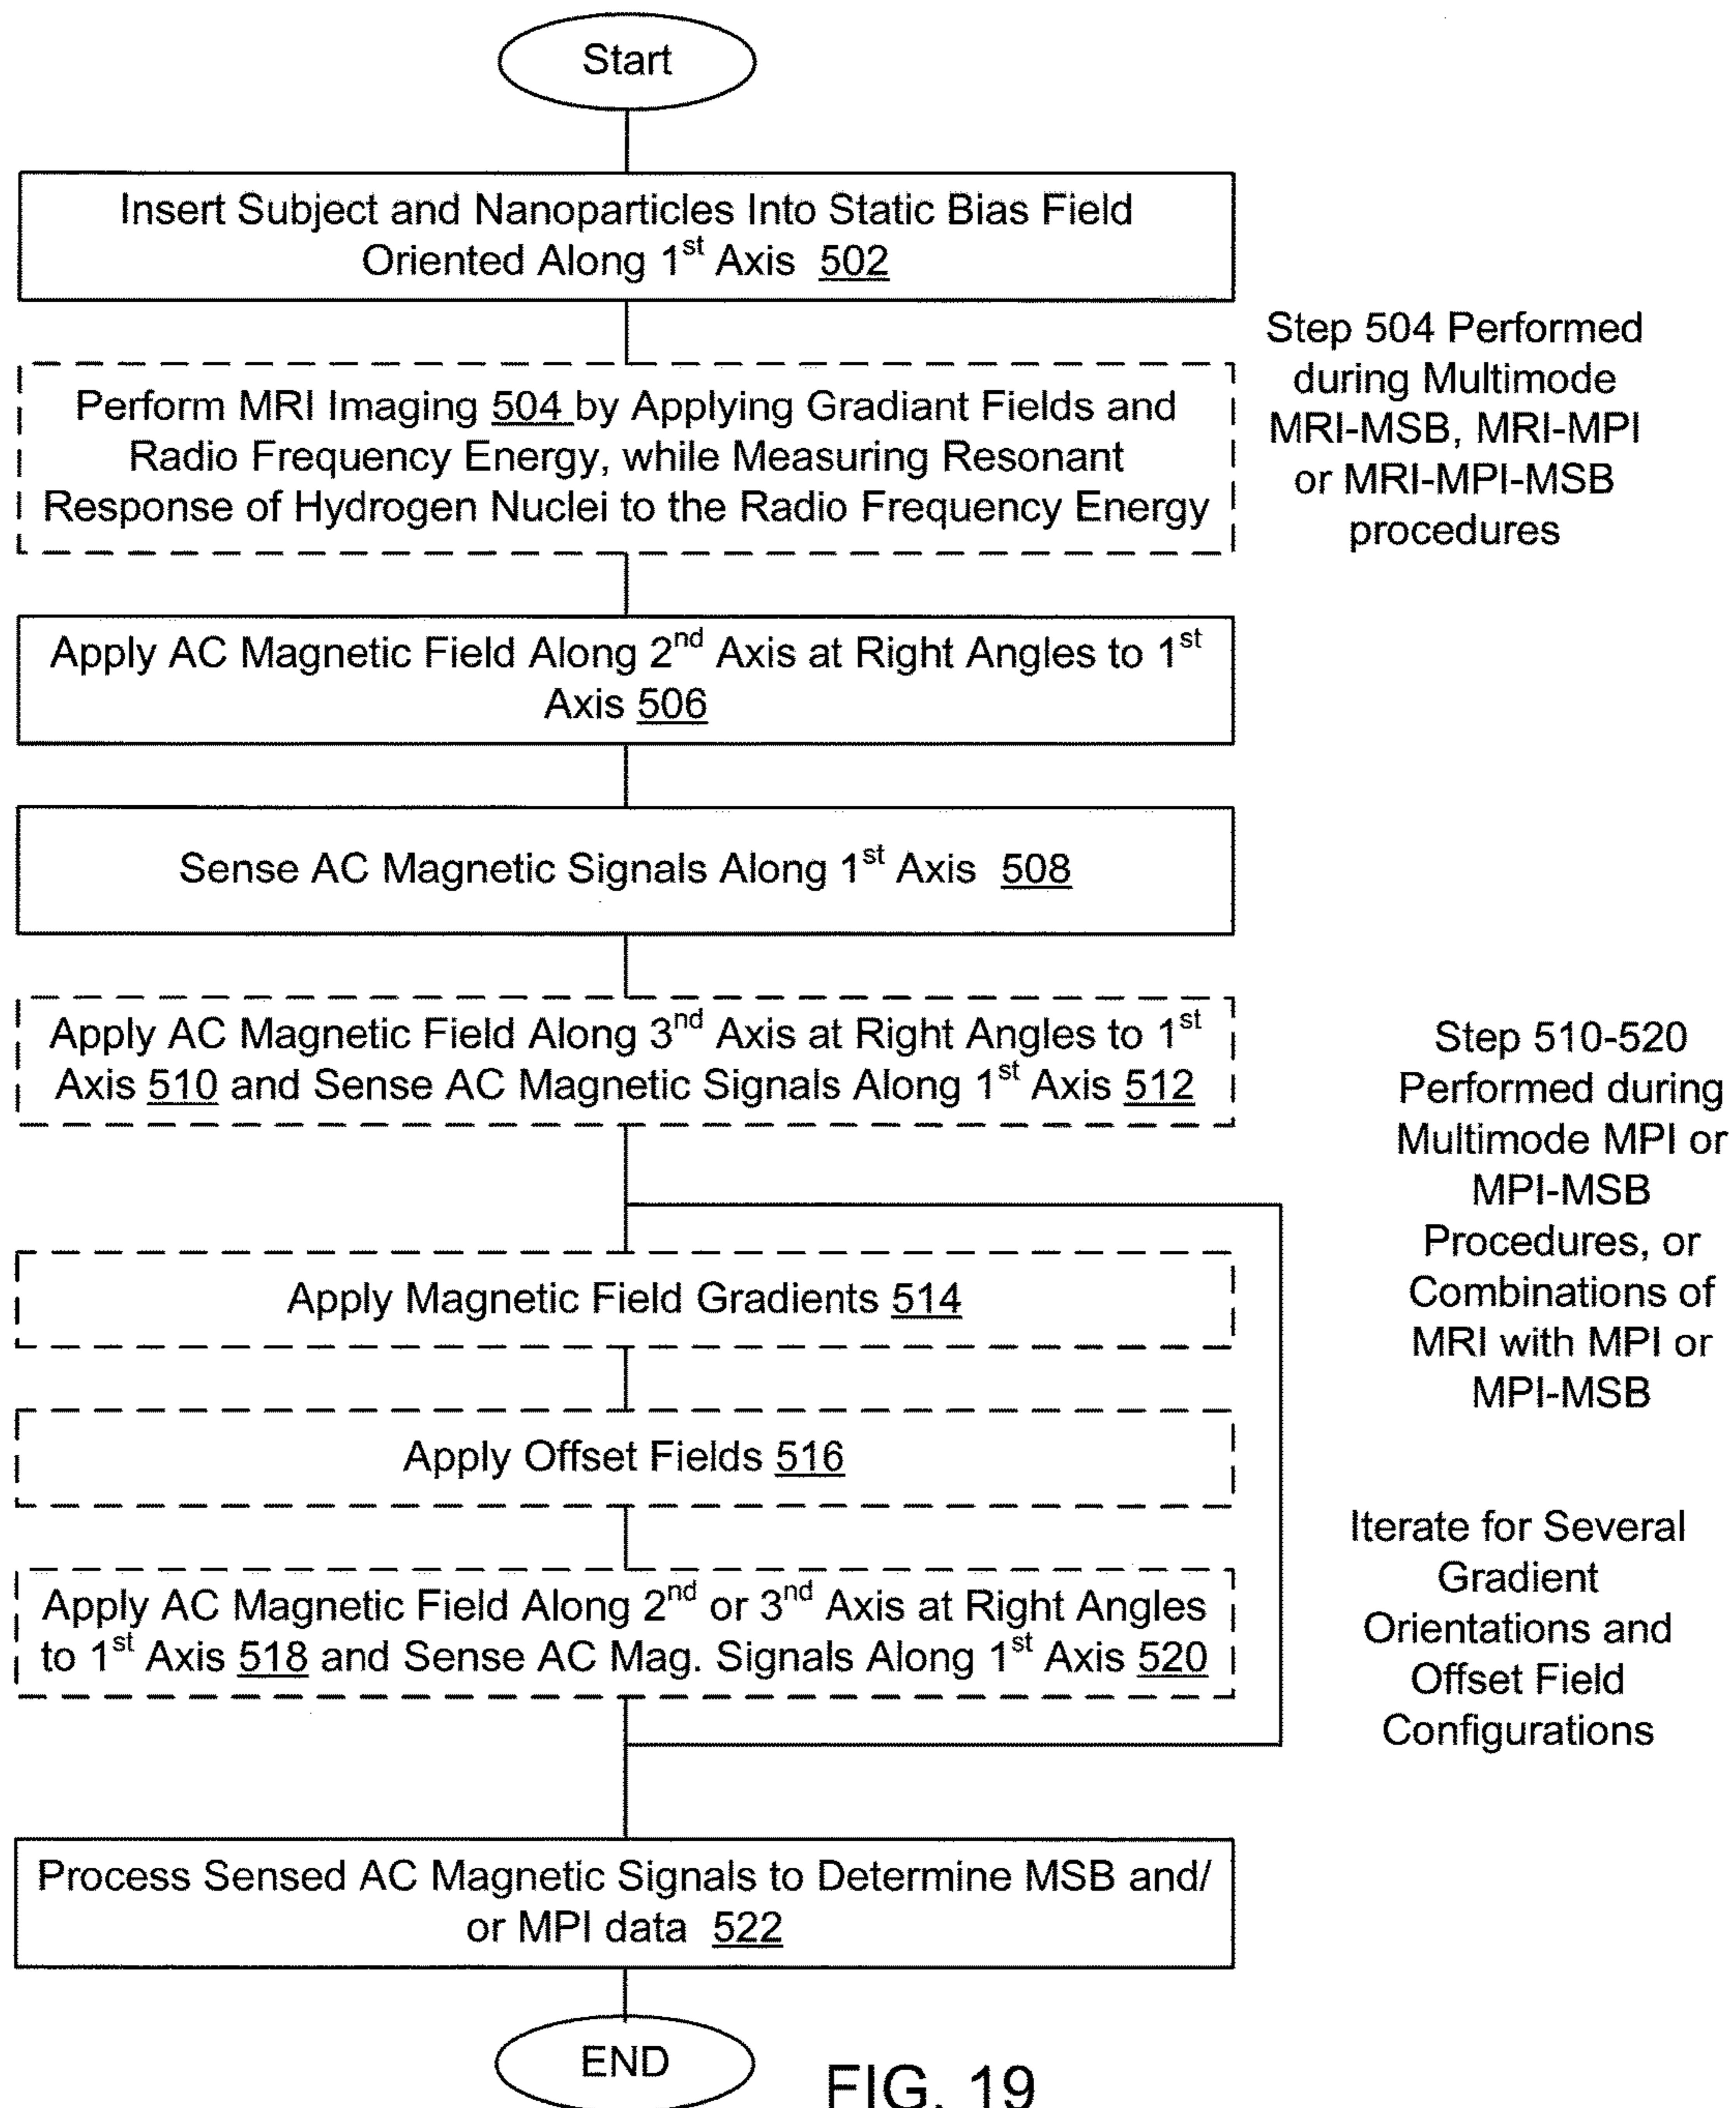 Start
Insert Subject and Nanoparticles Into Static Bias Field
Oriented Along 1st Axis 502
Step 504 Performed
during Multimode
MRI-MSB, MRI-MPI
or MRI-MPI-MSB
procedures
Perform MRI Imaging 504 by Applying Gradiant Fields and
Radio Frequency Energy, while Measuring Resonant
Response of Hydrogen Nuclei to the Radio Frequency Energy
Apply AC Magnetic Field Along 2nd Axis at Right Angles to 1st
Axis 506
Sense AC Magnetic Signals Along 1st Axis 508
Apply AC Magnetic Field Along 3nd Axis at Right Angles to 1st
Axis 510 and Sense AC Magnetic Signals Along 1st Axis 512
Step 510-520
Performed during
Multimode MPI or
MPI-MSB
Procedures, or
Combinations of
MRI with MPI or
MPI-MSB
Apply Magnetic Field Gradients 514
Apply Offset Fields 516
Apply AC Magnetic Field Along 2nd or 3nd Axis at Right Angles
to 1st Axis 518 and Sense AC Mag. Signals Along 1st Axis 520
Iterate for Several
Gradient
Orientations and
Offset Field
Configurations
Process Sensed AC Magnetic Signals to Determine MSB and/
or MPI data 522
END
FIG. 19